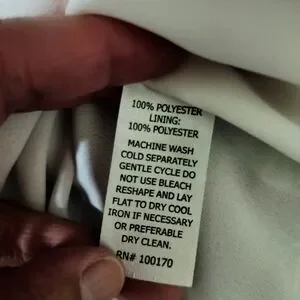 100% POLYESTER
LINING:
100% POLYESTER
MACHINE WASH
COLD SEPARATELY
GENTLE CYCLE DO
NOT USE BLEACH
RESHAPE AND LAY
FLAT TO DRY COOL
IRON IF NECESSARY
OR PREFERABLE
DRY CLEAN.
RN# 100170